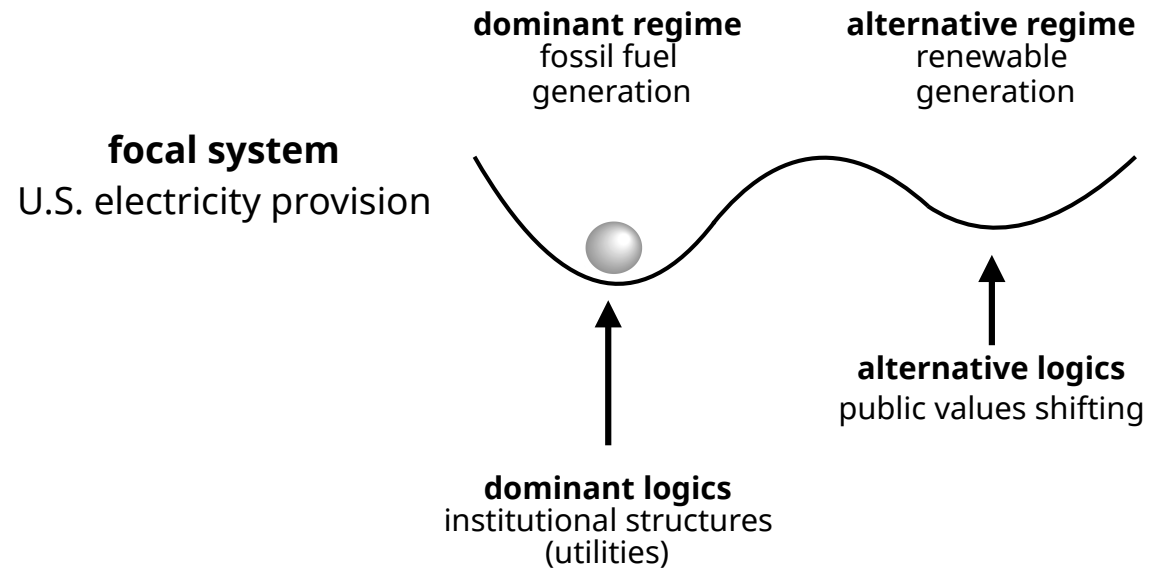 dominant regime
fossil fuel
generation
alternative regime
renewable
generation
focal system
U.S. electricity provision
alternative logics
public values shifting
dominant logics
institutional structures
(utilities)